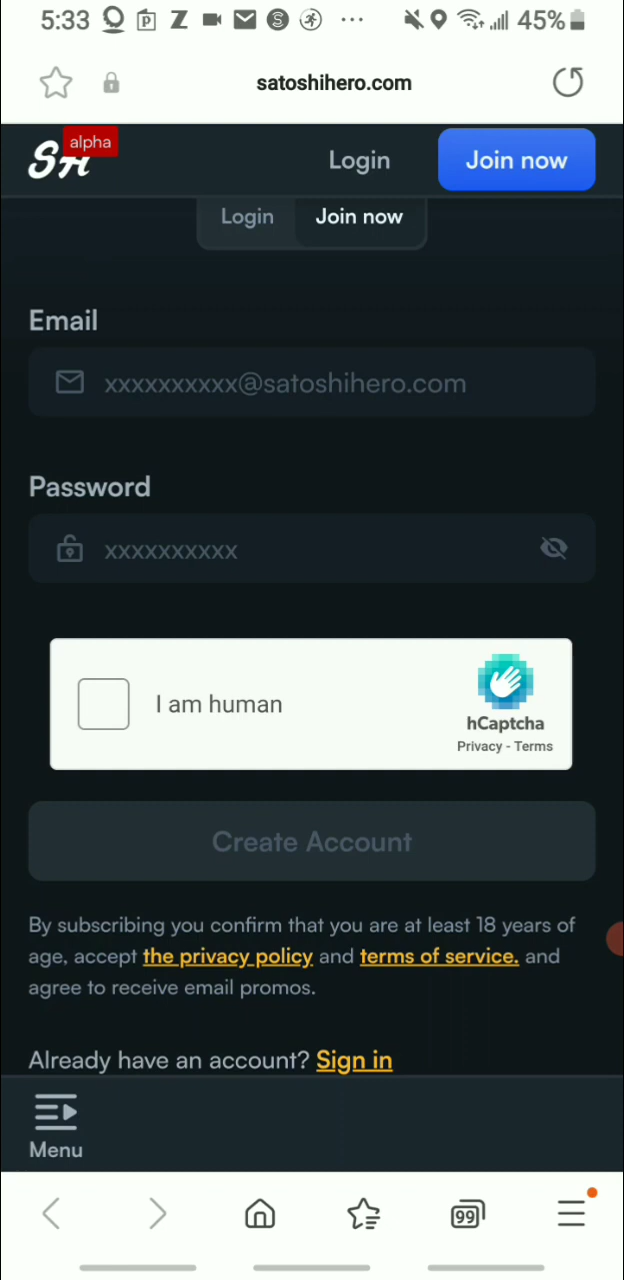 5:33
45%
satoshihero.com
SH alpha
Login
Join now
Login
Join now
Email
xxxxxxxxxx@satoshihero.com
Password
xxxxxxxxxx
I am human
hCaptcha
Privacy - Terms
Create Account
By subscribing you confirm that you are at least 18 years of
age, accept the privacy policy and terms of service. and
agree to receive email promos.
Already have an account? Sign in
Menu
99